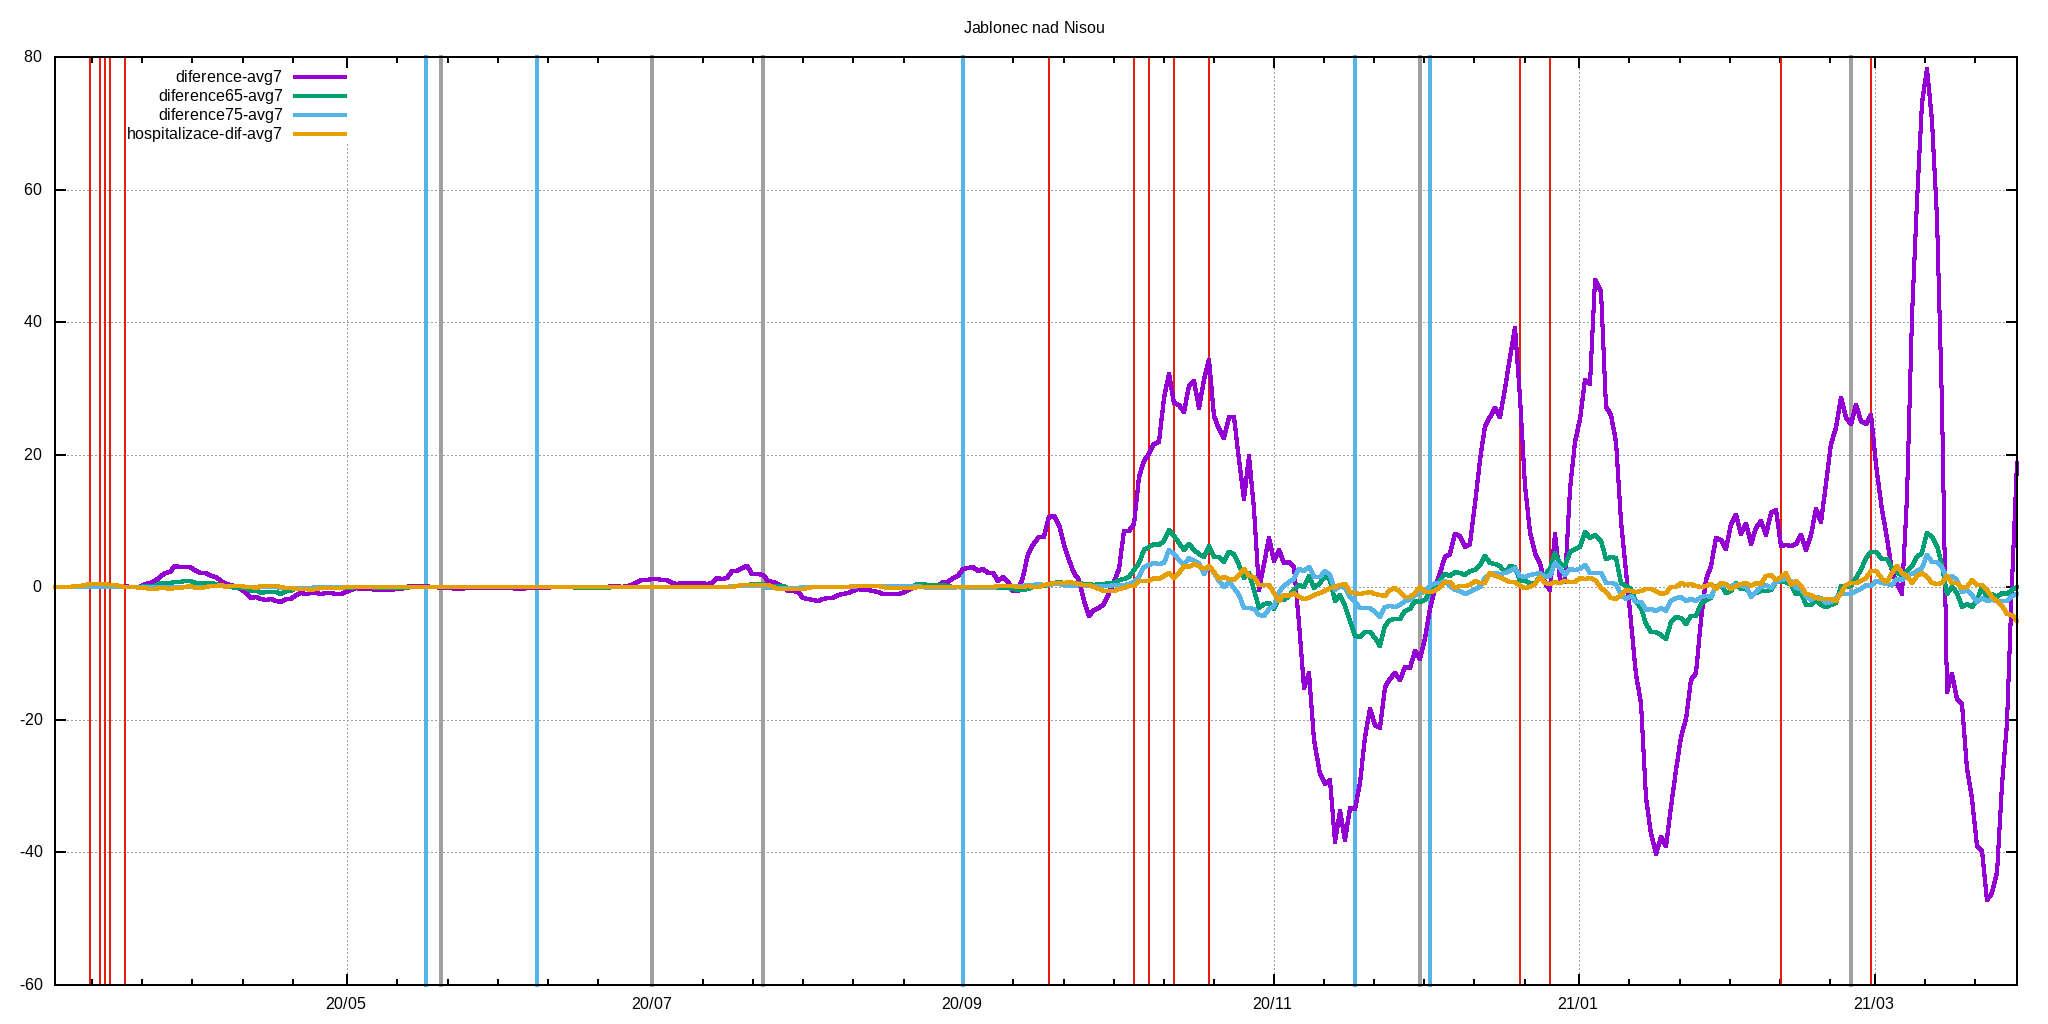 Jablonec nad Nisou
80
60
40
20
0
-20
-40
-60
diference-avg7
diference65-avg7
diference75-avg7
hospitalizace-dif-avg7
20/05
20/07
20/09
20/11
21/01
21/03